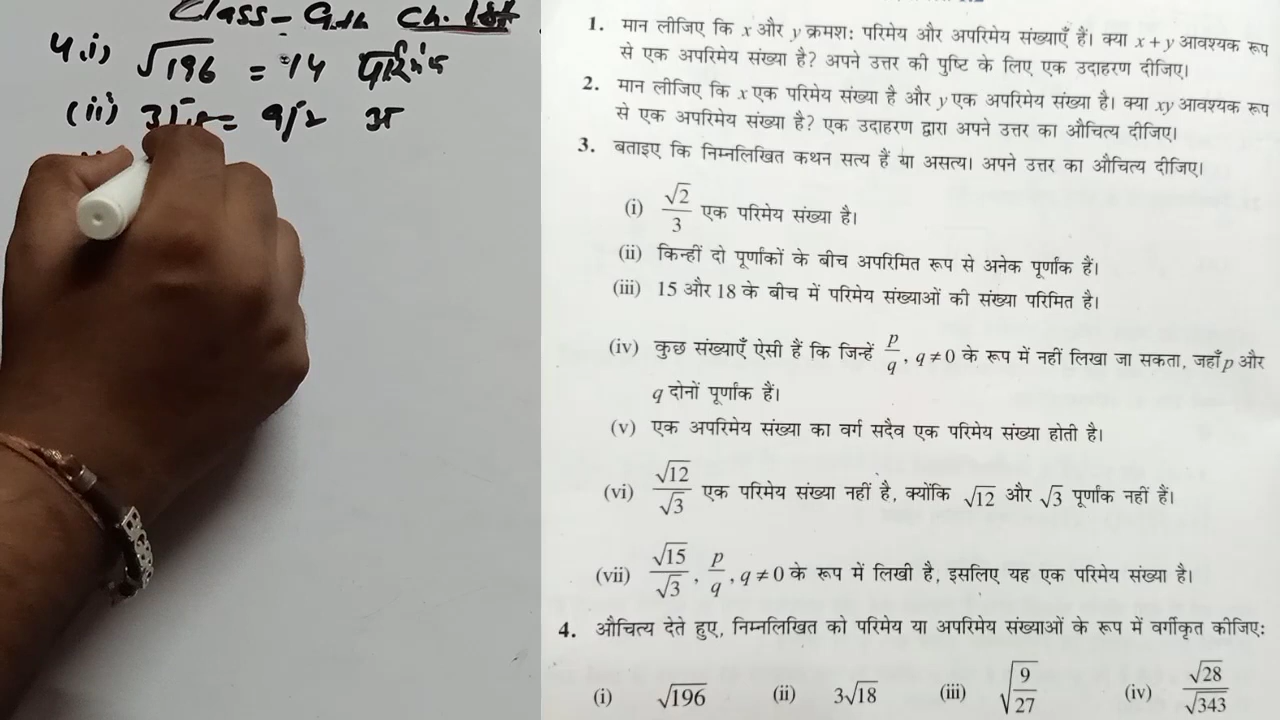 Class - 9th Ch. 1st
4.i) √196 = 14
(ii) = 9√2 अ
1. मान लीजिए कि x और y क्रमश: परिमेय और अपरिमेय संख्याएँ हैं। क्या x + y आवश्यक रूप
से एक अपरिमेय संख्या है? अपने उत्तर की पुष्टि के लिए एक उदाहरण दीजिए।
2. मान लीजिए कि x एक परिमेय संख्या है और y एक अपरिमेय संख्या है। क्या xy आवश्यक रूप
से एक अपरिमेय संख्या है? एक उदाहरण द्वारा अपने उत्तर का औचित्य दीजिए।
3. बताइए कि निम्नलिखित कथन सत्य हैं या असत्य। अपने उत्तर का औचित्य दीजिए।
(i) √2/3 एक परिमेय संख्या है।
(ii) किन्हीं दो पूर्णांकों के बीच अपरिमित रूप से अनेक पूर्णांक हैं।
(iii) 15 और 18 के बीच में परिमेय संख्याओं की संख्या परिमित है।
(iv) कुछ संख्याएँ ऐसी हैं कि जिन्हें p/q, q ≠ 0 के रूप में नहीं लिखा जा सकता, जहाँ p और
q दोनों पूर्णांक हैं।
(v) एक अपरिमेय संख्या का वर्ग सदैव एक परिमेय संख्या होती है।
(vi) √12/√3 एक परिमेय संख्या नहीं है, क्योंकि √12 और √3 पूर्णांक नहीं हैं।
(vii) √15/√3, p/q, q ≠ 0 के रूप में लिखी है, इसलिए यह एक परिमेय संख्या है।
4. औचित्य देते हुए, निम्नलिखित को परिमेय या अपरिमेय संख्याओं के रूप में वर्गीकृत कीजिए:
(i) √196 (ii) 3√18 (iii) √9/27 (iv) √28/√343